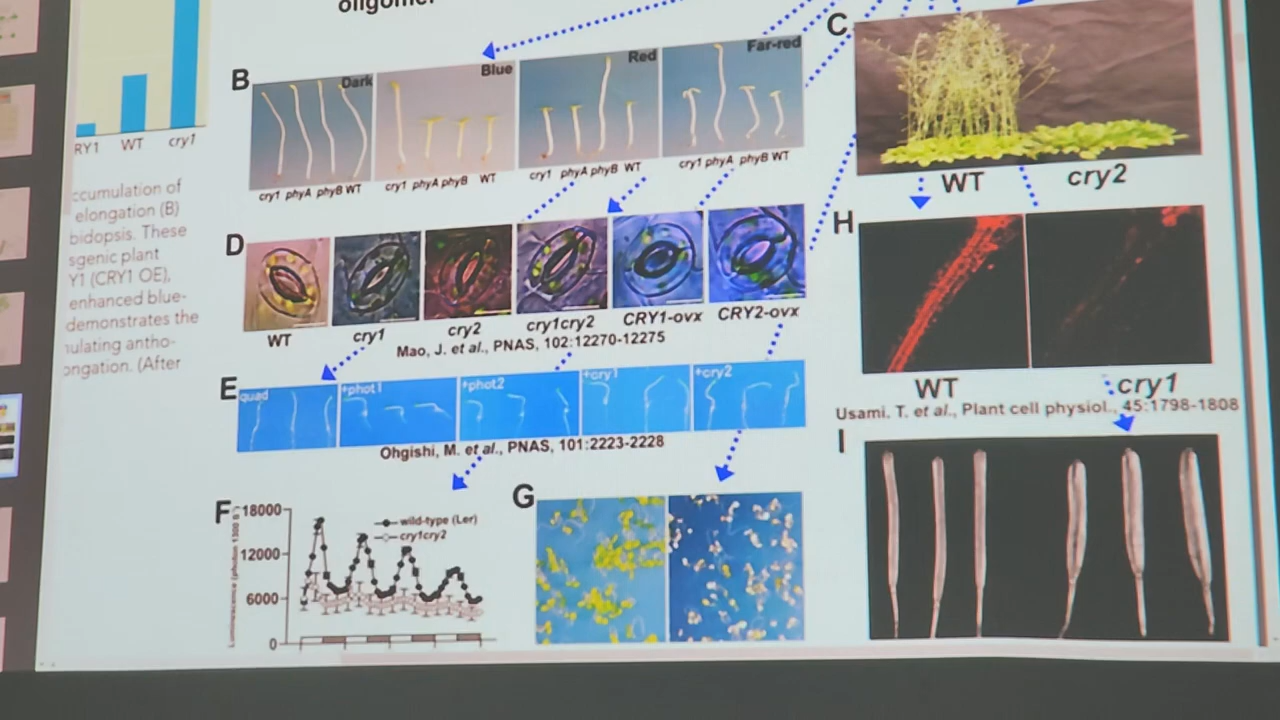 oligomer
RY1 WT cry1
ccumulation of
elongation (B)
bidopsis. These
sgenic plant
Y1 (CRY1 OE),
enhanced blue-
demonstrates the
ulating antho-
ongation. (After
B
Dark
Blue
Red
Far-red
cry1 phyA phyB WT
cry1 phyA phyB WT
cry1 phyA phyB WT
cry1 phyA phyB WT
C
WT
cry2
D
WT
cry1
cry2
cry1cry2
CRY1-ovx
CRY2-ovx
Mao, J. et al., PNAS, 102:12270-12275
E
quad
+phot1
+phot2
+cry1
+cry2
Ohgishi, M. et al., PNAS, 101:2223-2228
F
18000
12000
6000
0
wild-type (Ler)
cry1cry2
G
H
WT
cry1
Usami. T. et al., Plant cell physiol., 45:1798-1808
I